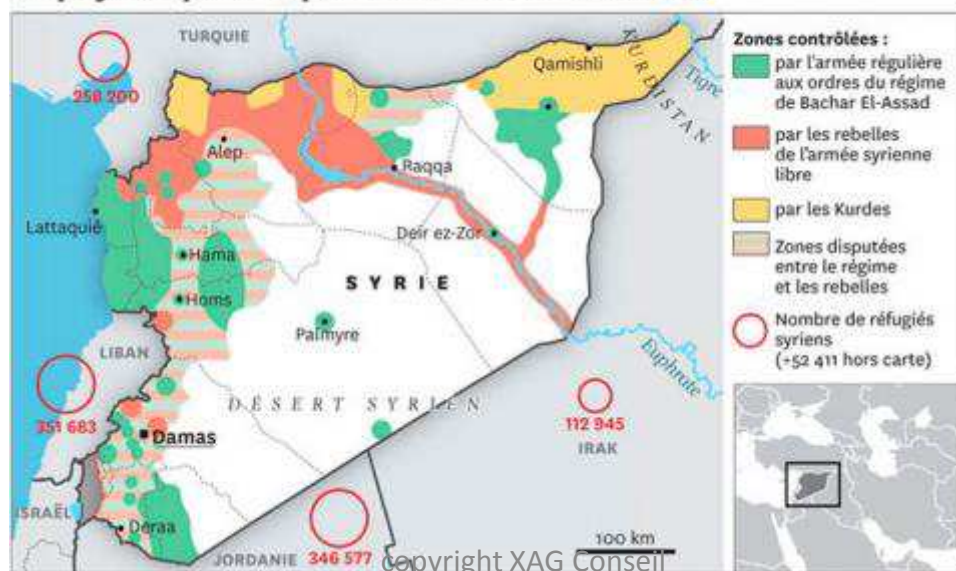 TURQUIE
258 200
Qamishli
KURDISTAN
Tigre
Alep
Raqqa
Lattaquié
Deir ez-Zor
Hama
SYRIE
Homs
Palmyre
LIBAN
Euphrate
351 683
DÉSERT SYRIEN
Damas
112 945
IRAK
ISRAËL
Deraa
JORDANIE
346 577
100 km
Zones contrôlées :
par l'armée régulière
aux ordres du régime
de Bachar El-Assad
par les rebelles
de l'armée syrienne
libre
par les Kurdes
Zones disputées
entre le régime
et les rebelles
Nombre de réfugiés
syriens
(+52 411 hors carte)
copyright XAG Conseil